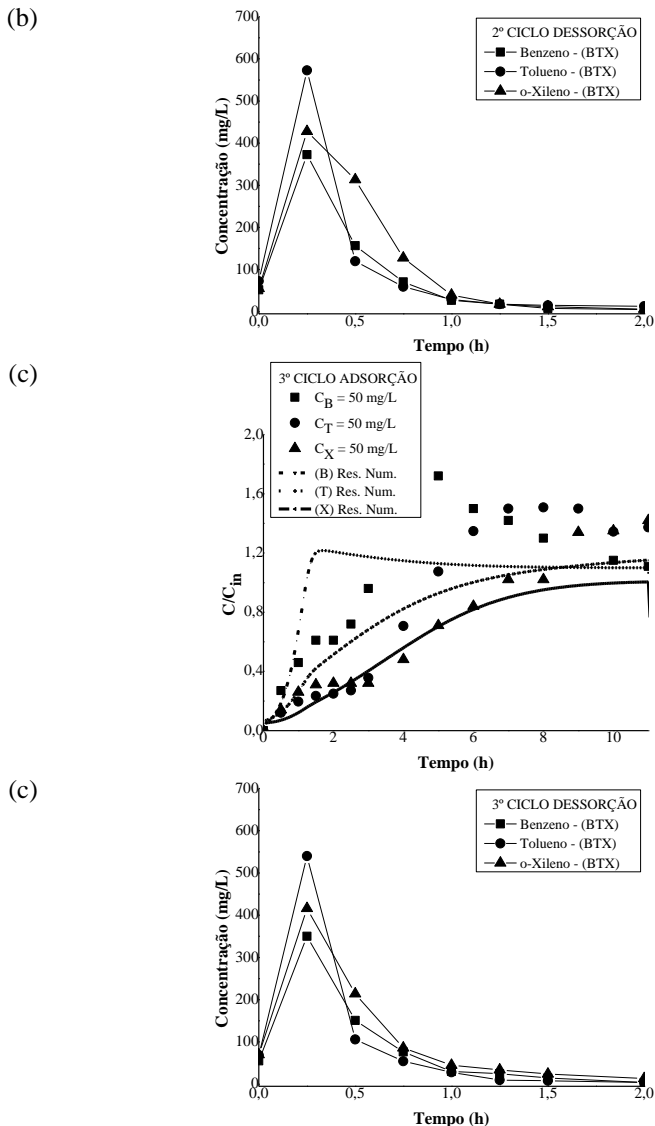 (b)
700
600
500
400
300
200
100
0
Concentração (mg/L)
2º CICLO DESSORÇÃO
Benzeno - (BTX)
Tolueno - (BTX)
o-Xileno - (BTX)
0,0 0,5 1,0 1,5 2,0
Tempo (h)
(c)
3º CICLO ADSORÇÃO
C_B = 50 mg/L
C_T = 50 mg/L
C_X = 50 mg/L
(B) Res. Num.
(T) Res. Num.
(X) Res. Num.
2,0
1,6
1,2
0,8
0,4
0,0
C/C_in
0 2 4 6 8 10
Tempo (h)
(c)
700
600
500
400
300
200
100
0
Concentração (mg/L)
3º CICLO DESSORÇÃO
Benzeno - (BTX)
Tolueno - (BTX)
o-Xileno - (BTX)
0,0 0,5 1,0 1,5 2,0
Tempo (h)